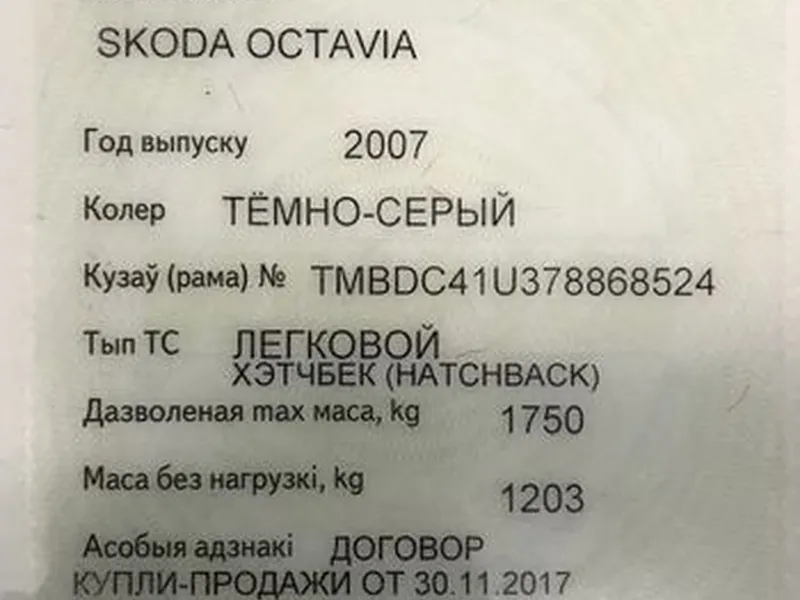 SKODA OCTAVIA
Год выпуску 2007
Колер ТЁМНО-СЕРЫЙ
Кузаў (рама) № TMBDC41U378868524
Тып ТС ЛЕГКОВОЙ
ХЭТЧБЕК (HATCHBACK)
Дазволеная max маса, kg 1750
Маса без нагрузкі, kg 1203
Асобыя адзнакі ДОГОВОР
КУПЛИ-ПРОДАЖИ ОТ 30.11.2017